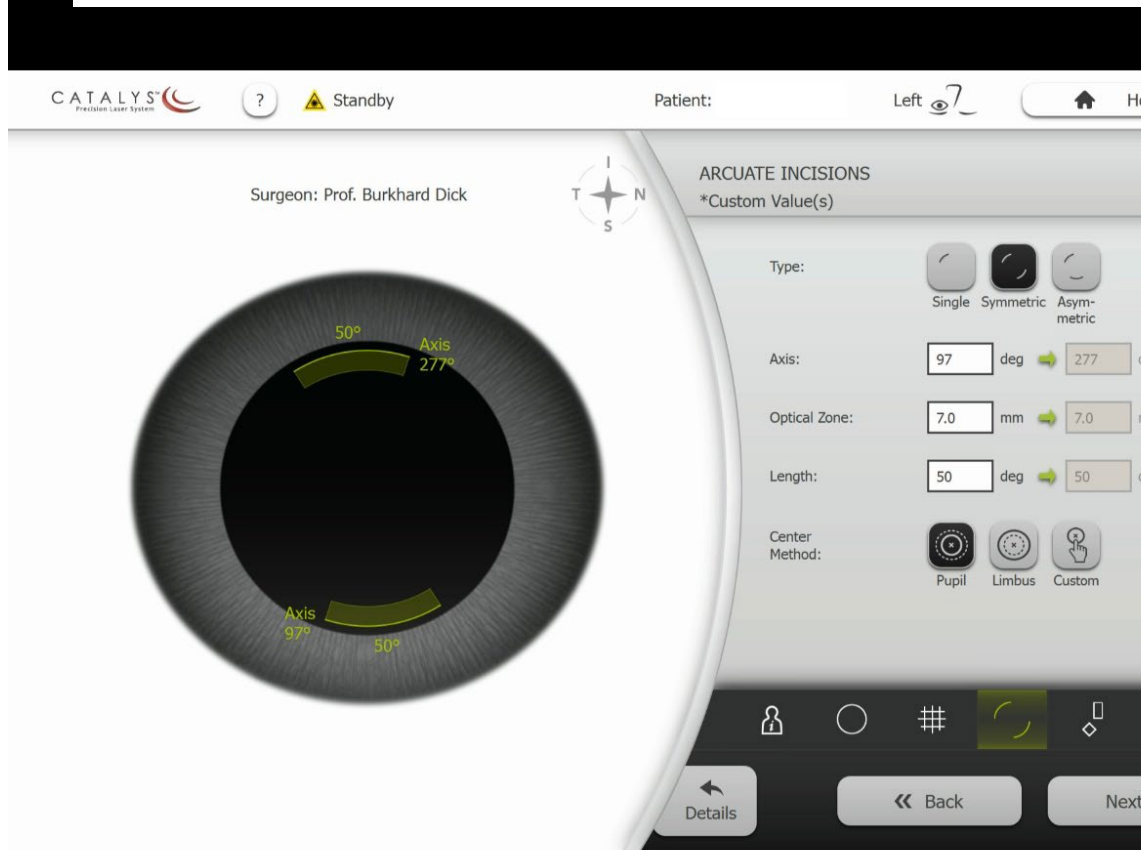 CATALYS™
Precision Laser System
?
Standby
Patient:
Left
Surgeon: Prof. Burkhard Dick
I
T
N
S
ARCUATE INCISIONS
*Custom Value(s)
Type:
Single
Symmetric
Asym-
metric
Axis:
97
deg
277
Optical Zone:
7.0
mm
7.0
Length:
50
deg
50
Center
Method:
Pupil
Limbus
Custom
50°
Axis
277°
Axis
97°
50°
i
Details
Back
Next